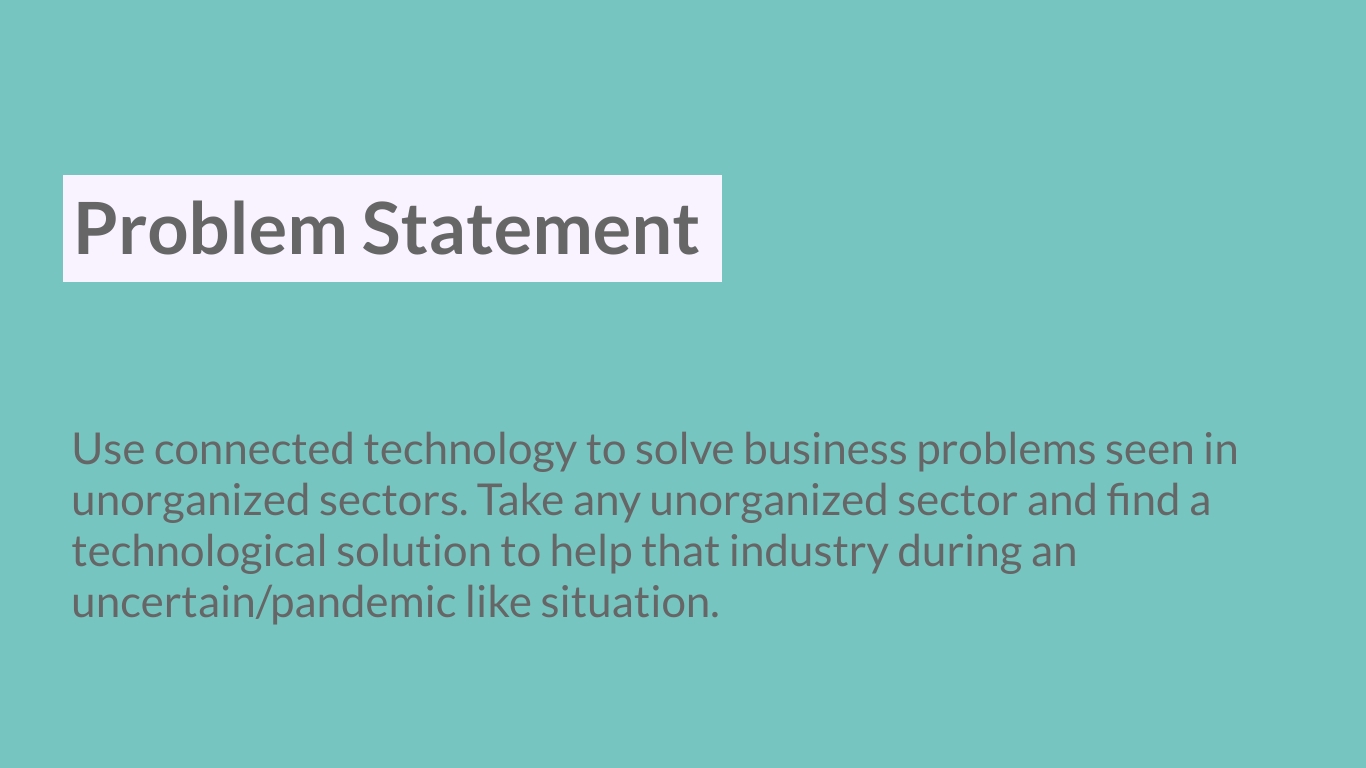 Problem Statement
Use connected technology to solve business problems seen in
unorganized sectors. Take any unorganized sector and find a
technological solution to help that industry during an
uncertain/pandemic like situation.